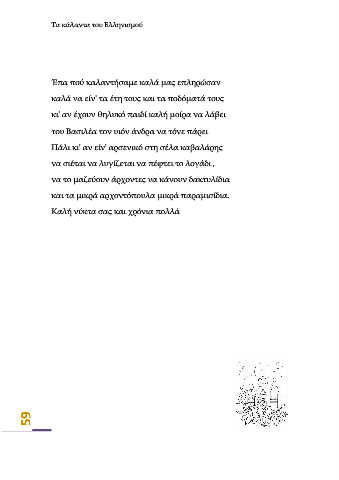 Τα κάλαντα του Ελληνισμού
Έπα πού καλαντήσαμε καλά μας επληρώσαν
καλά να είν' τα έτη τους και τα ποδόματά τους
κι' αν έχουν θηλυκό παιδί καλή μοίρα να λάβει
του Βασιλέα τον υιόν άνδρα να τόνε πάρει
Πάλι κι' αν είν' αρσενικό στη σέλα καβαλάρης
να σιέται να λυγίζεται να πέφτει το λογάδι ,
να το μαζεύουν άρχοντες να κάνουν δακτυλίδια
και τα μικρά αρχοντόπουλα μικρά παραμισίδια.
Καλή νύκτα σας και χρόνια πολλά
59